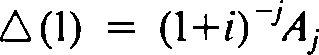 △(1) = (1+i)^{-j}A_j